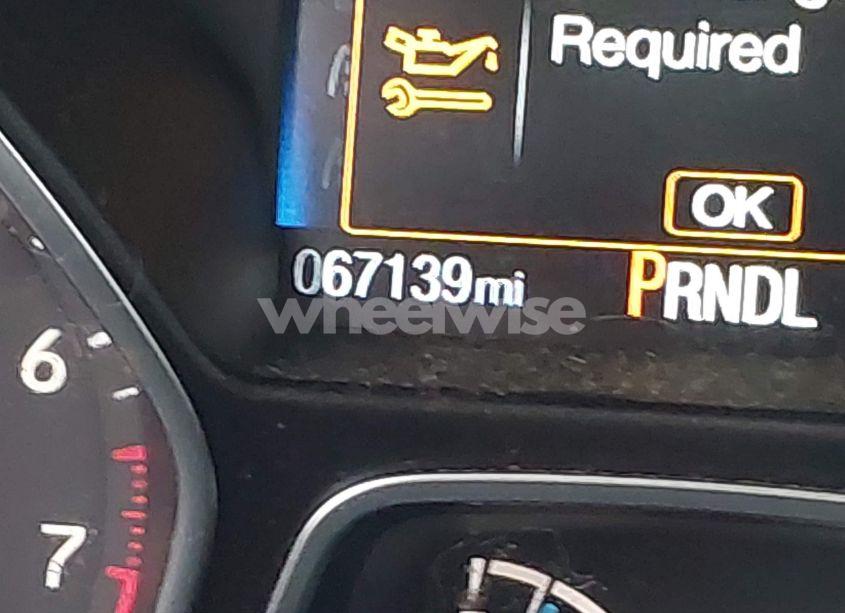 Required
OK
067139mi
PRNDL
wheelwise
6
7